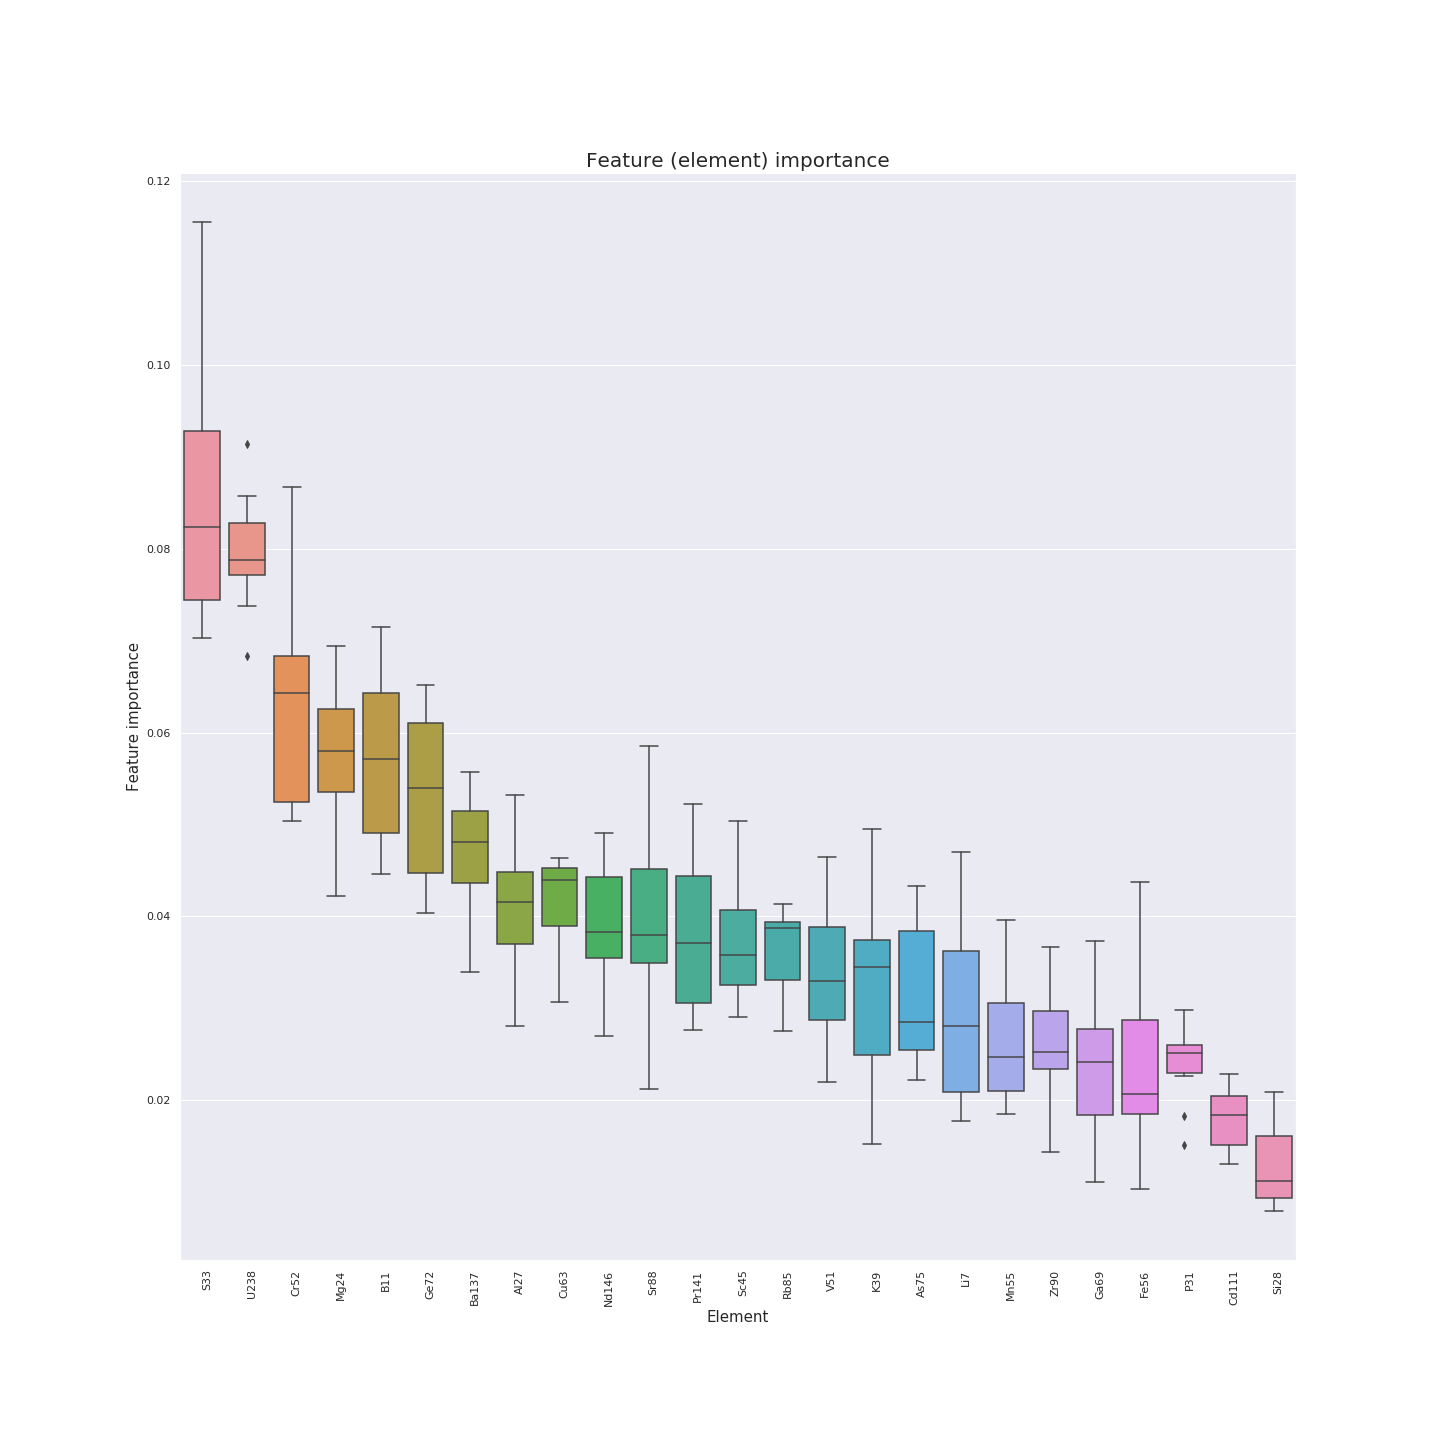 Feature (element) importance
0.12
0.10
0.08
0.06
0.04
0.02
Feature importance
S33
U238
Cr52
Mg24
B11
Ge72
Ba137
Al27
Cu63
Nd146
Sr88
Pr141
Sc45
Rb85
V51
K39
As75
Li7
Mn55
Zr90
Ga69
Fe56
P31
Cd111
Si28
Element